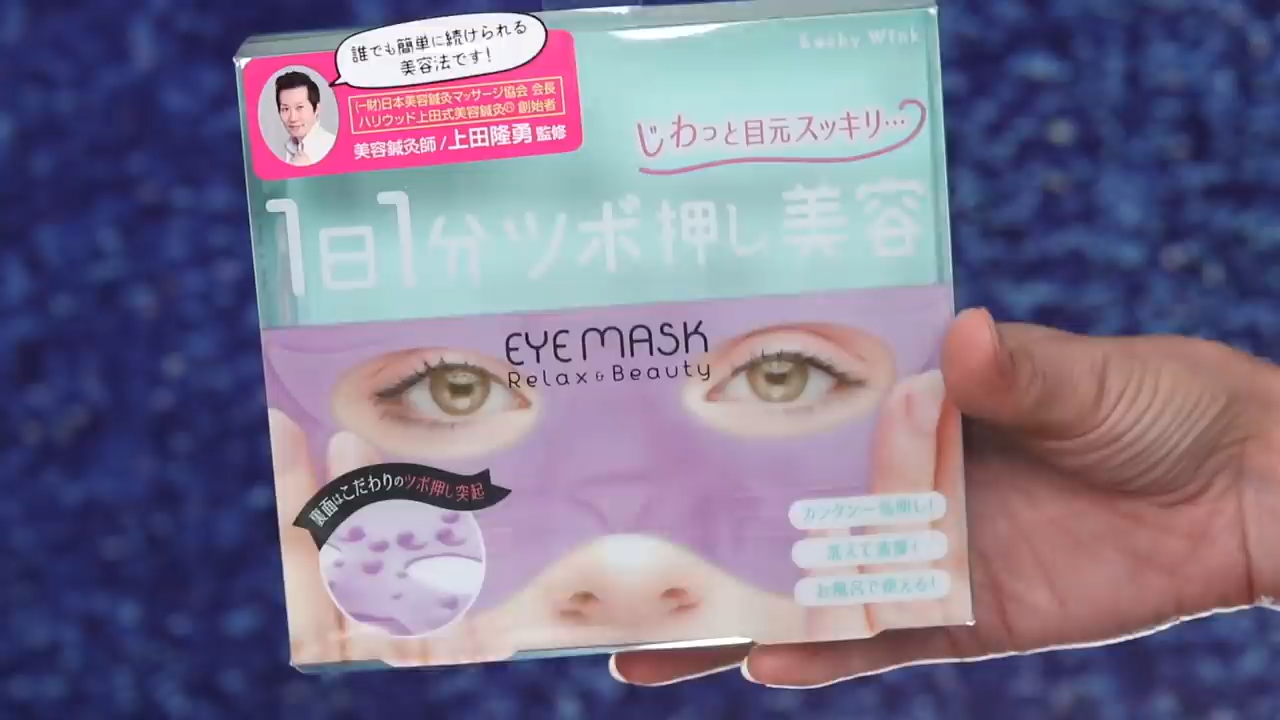 誰でも簡単に続けられる
美容法です!
(一財)日本美容鍼灸マッサージ協会 会長
ハリウッド上田式美容鍼灸® 創始者
美容鍼灸師/上田隆勇 監修
Lucky Wink
じわっと目元スッキリ…
1日1分ツボ押し美容
EYE MASK
Relax & Beauty
裏面はこだわりのツボ押し突起
カンタン一
洗えて清潔!
お風呂で使える!